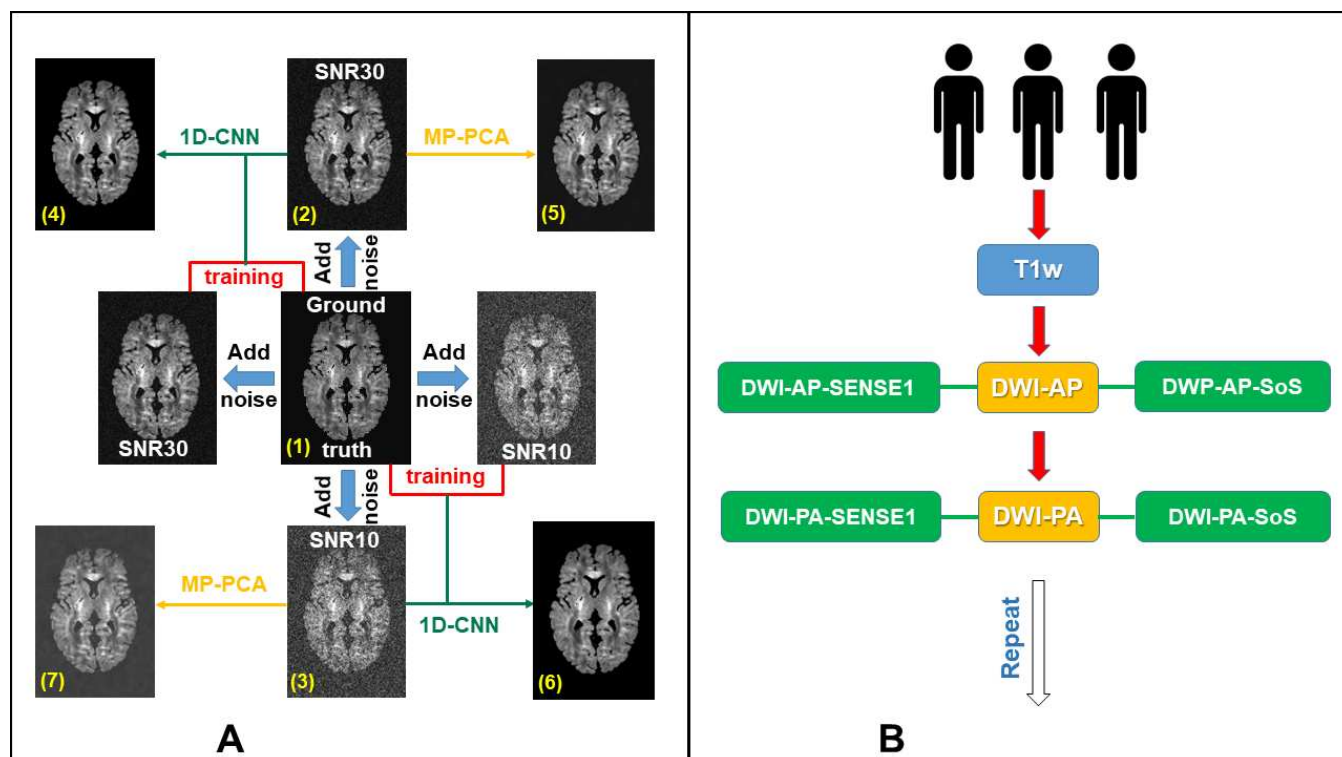 SNR30
1D-CNN
MP-PCA
(4)
(2)
(5)
Add
noise
training
Ground
Add
noise
Add
noise
SNR30
(1)
truth
SNR10
training
Add
noise
SNR10
MP-PCA
1D-CNN
(7)
(3)
(6)
A
T1w
DWI-AP-SENSE1
DWI-AP
DWP-AP-SoS
DWI-PA-SENSE1
DWI-PA
DWI-PA-SoS
Repeat
B